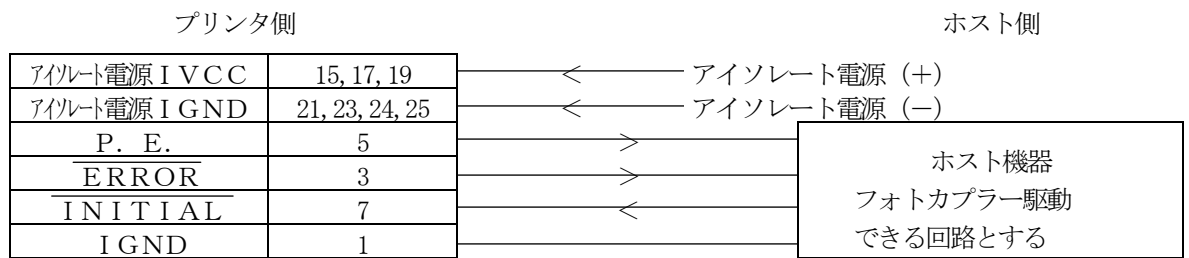 プリンタ側 ホスト側
アイソレート電源ＩＶＣＣ 15,17,19 アイソレート電源（＋）
アイソレート電源ＩＧＮＤ 21,23,24,25 アイソレート電源（－）
Ｐ．Ｅ． 5
ＥＲＲＯＲ 3 ホスト機器
ＩＮＩＴＩＡＬ 7 フォトカプラー駆動
ＩＧＮＤ 1 できる回路とする